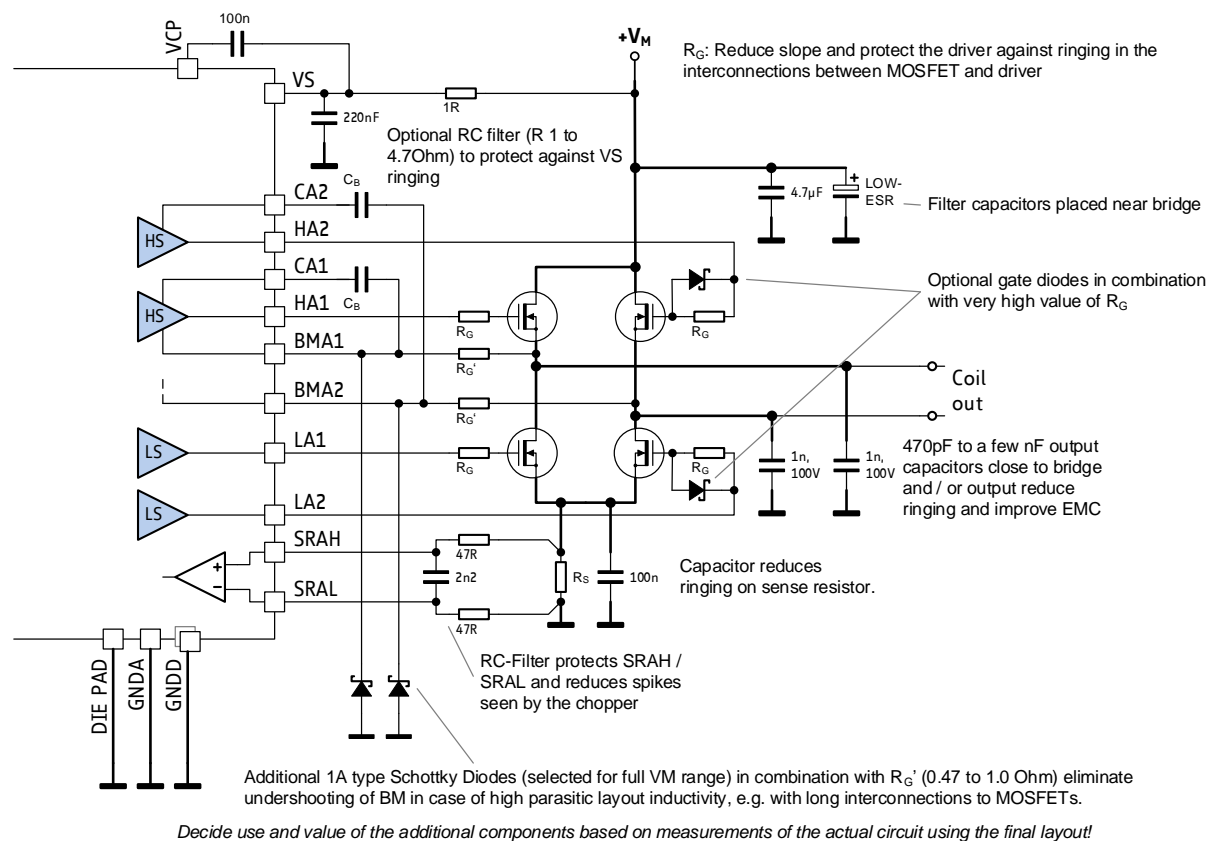 100n
VCP
+VM
RG: Reduce slope and protect the driver against ringing in the
interconnections between MOSFET and driver
VS
1R
220nF
Optional RC filter (R 1 to
4.7Ohm) to protect against VS
ringing
CA2
CB
4.7µF
+
LOW-
ESR
Filter capacitors placed near bridge
HS
HA2
CA1
CB
Optional gate diodes in combination
with very high value of RG
HS
HA1
RG
RG
BMA1
RG'
Coil
out
BMA2
RG'
LS
LA1
RG
RG
1n,
100V
1n,
100V
470pF to a few nF output
capacitors close to bridge
and / or output reduce
ringing and improve EMC
LS
LA2
SRAH
47R
+
−
2n2
RS
100n
Capacitor reduces
ringing on sense resistor.
SRAL
47R
DIE PAD
GNDA
GNDD
RC-Filter protects SRAH /
SRAL and reduces spikes
seen by the chopper
Additional 1A type Schottky Diodes (selected for full VM range) in combination with RG' (0.47 to 1.0 Ohm) eliminate
undershooting of BM in case of high parasitic layout inductivity, e.g. with long interconnections to MOSFETs.
Decide use and value of the additional components based on measurements of the actual circuit using the final layout!